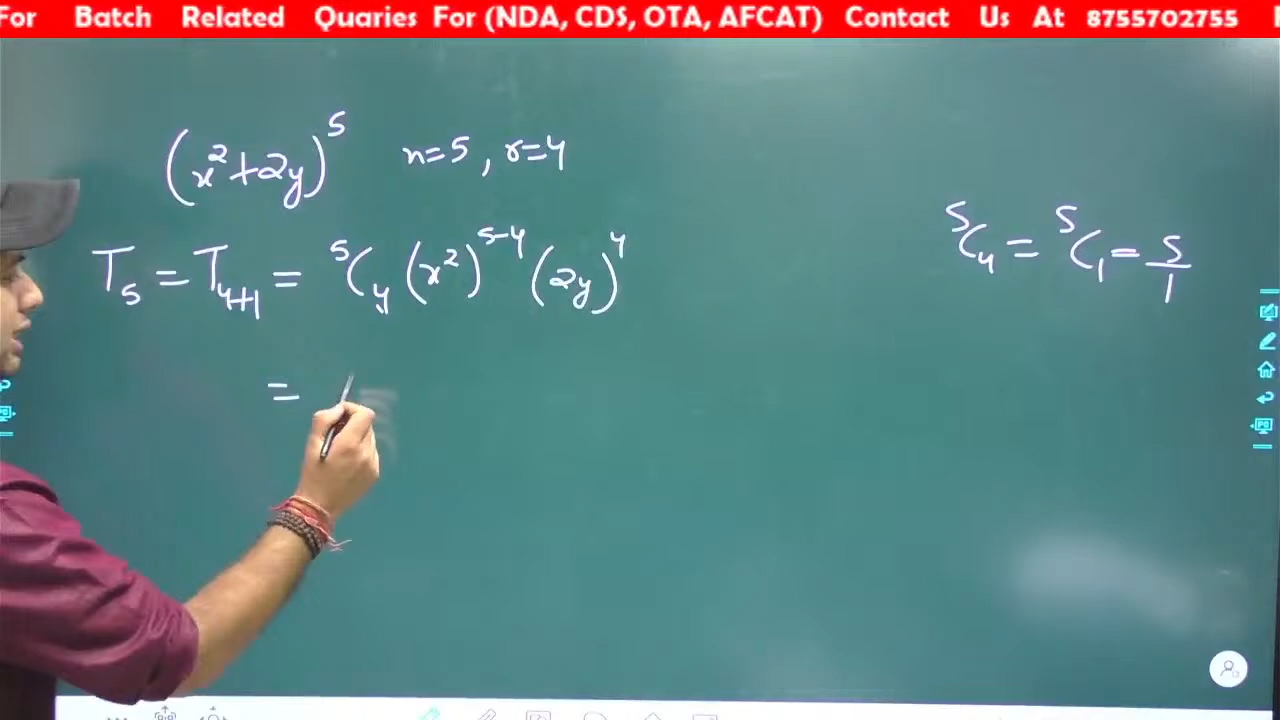 For Batch Related Quaries For (NDA, CDS, OTA, AFCAT) Contact Us At 8755702755
(x²+2y)⁵ n=5, r=4
T₅ = T₄₊₁ = ⁵C₄ (x²)⁵⁻⁴ (2y)⁴
⁵C₄ = ⁵C₁ = 5/1
=